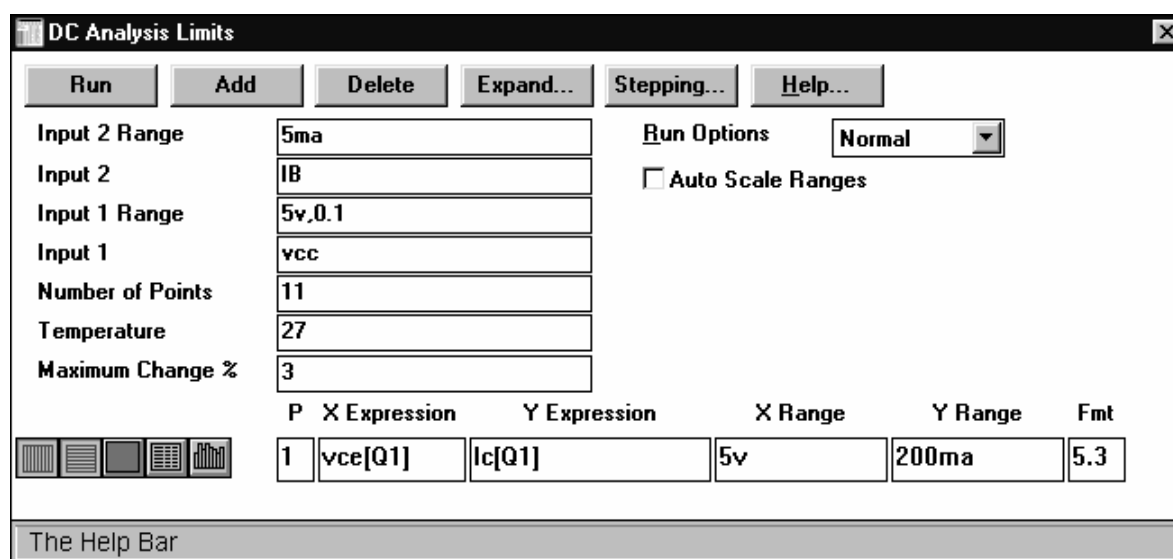 DC Analysis Limits
Run Add Delete Expand... Stepping... Help...
Input 2 Range 5ma Run Options Normal
Input 2 IB Auto Scale Ranges
Input 1 Range 5v,0.1
Input 1 vcc
Number of Points 11
Temperature 27
Maximum Change % 3
P X Expression Y Expression X Range Y Range Fmt
1 vce[Q1] Ic[Q1] 5v 200ma 5.3
The Help Bar